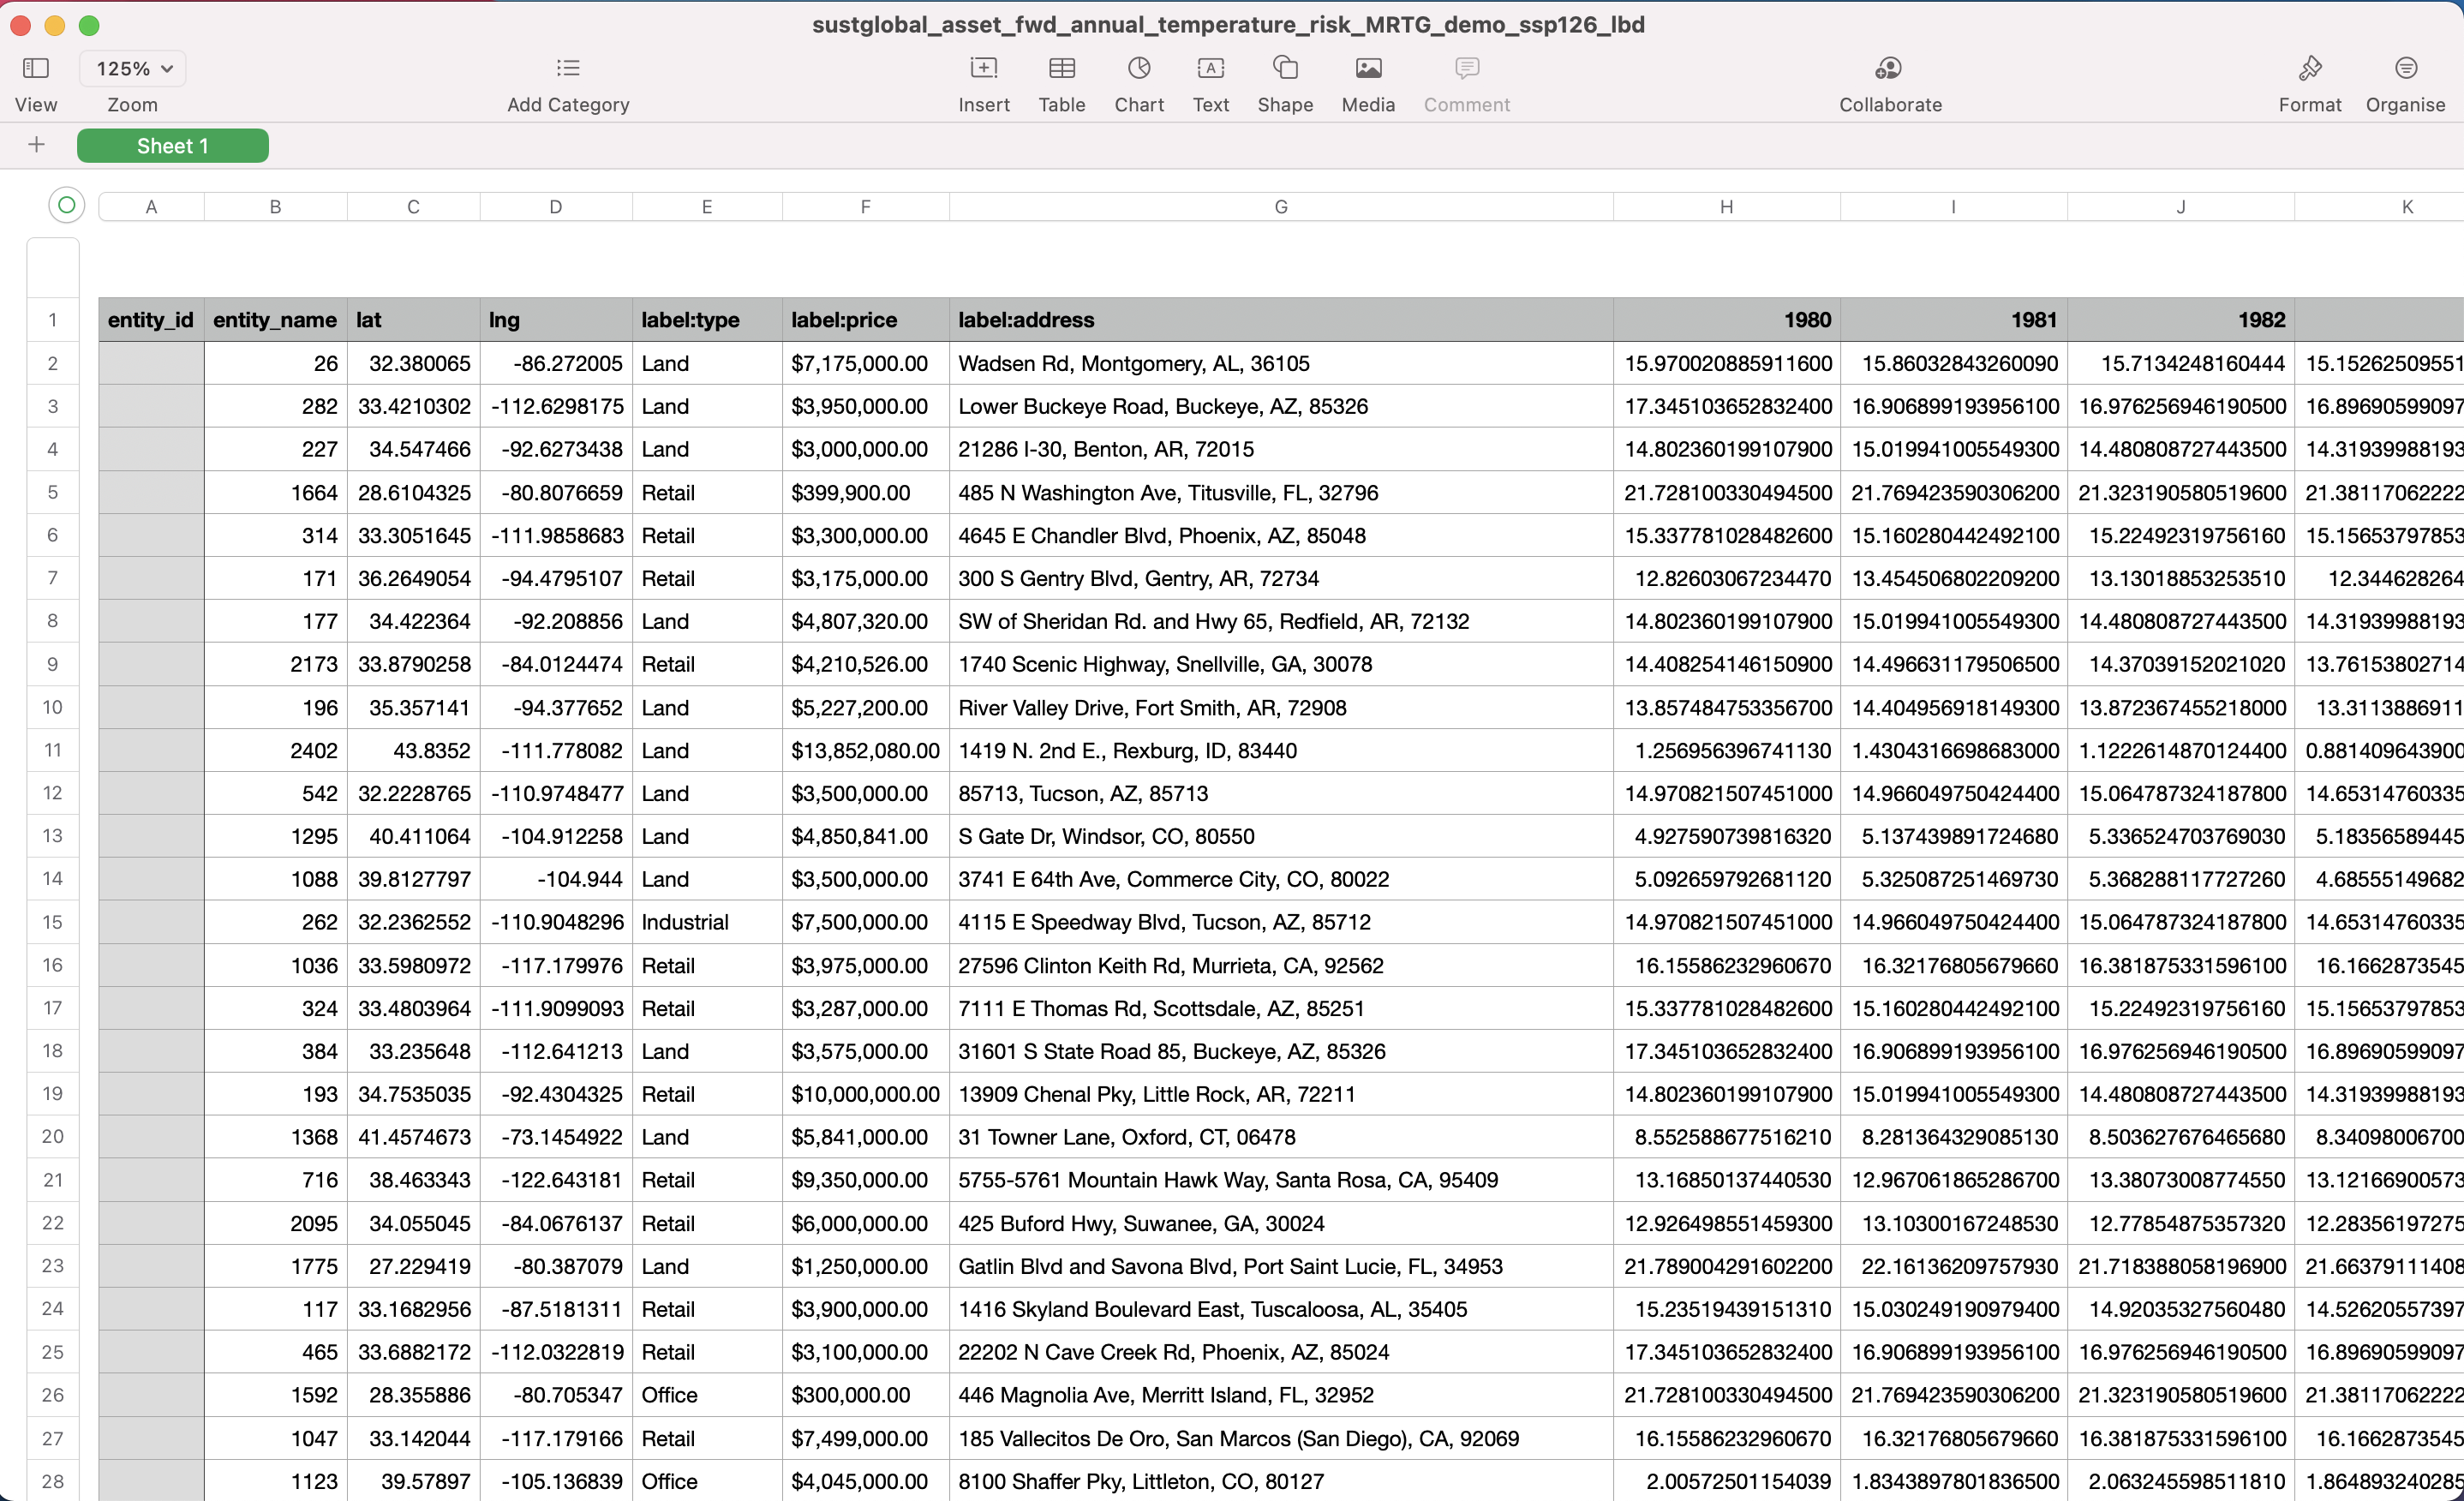 sustglobal_asset_fwd_annual_temperature_risk_MRTG_demo_ssp126_lbd
125%
View Zoom Add Category Insert Table Chart Text Shape Media Comment Collaborate Format Organise
+ Sheet 1
A B C D E F G H I J K
1 entity_id entity_name lat lng label:type label:price label:address 1980 1981 1982
2 26 32.380065 -86.272005 Land $7,175,000.00 Wadsen Rd, Montgomery, AL, 36105 15.970020885911600 15.86032843260090 15.7134248160444 15.15262509551
3 282 33.4210302 -112.6298175 Land $3,950,000.00 Lower Buckeye Road, Buckeye, AZ, 85326 17.345103652832400 16.906899193956100 16.976256946190500 16.89690599097
4 227 34.547466 -92.6273438 Land $3,000,000.00 21286 I-30, Benton, AR, 72015 14.802360199107900 15.019941005549300 14.480808727443500 14.31939988193
5 1664 28.6104325 -80.8076659 Retail $399,900.00 485 N Washington Ave, Titusville, FL, 32796 21.728100330494500 21.769423590306200 21.323190580519600 21.38117062222
6 314 33.3051645 -111.9858683 Retail $3,300,000.00 4645 E Chandler Blvd, Phoenix, AZ, 85048 15.337781028482600 15.160280442492100 15.22492319756160 15.15653797853
7 171 36.2649054 -94.4795107 Retail $3,175,000.00 300 S Gentry Blvd, Gentry, AR, 72734 12.82603067234470 13.454506802209200 13.13018853253510 12.344628264
8 177 34.422364 -92.208856 Land $4,807,320.00 SW of Sheridan Rd. and Hwy 65, Redfield, AR, 72132 14.802360199107900 15.019941005549300 14.480808727443500 14.31939988193
9 2173 33.8790258 -84.0124474 Retail $4,210,526.00 1740 Scenic Highway, Snellville, GA, 30078 14.408254146150900 14.496631179506500 14.37039152021020 13.76153802714
10 196 35.357141 -94.377652 Land $5,227,200.00 River Valley Drive, Fort Smith, AR, 72908 13.857484753356700 14.404956918149300 13.872367455218000 13.3113886911
11 2402 43.8352 -111.778082 Land $13,852,080.00 1419 N. 2nd E., Rexburg, ID, 83440 1.256956396741130 1.4304316698683000 1.1222614870124400 0.881409643900
12 542 32.2228765 -110.9748477 Land $3,500,000.00 85713, Tucson, AZ, 85713 14.970821507451000 14.966049750424400 15.064787324187800 14.65314760335
13 1295 40.411064 -104.912258 Land $4,850,841.00 S Gate Dr, Windsor, CO, 80550 4.927590739816320 5.137439891724680 5.336524703769030 5.18356589445
14 1088 39.8127797 -104.944 Land $3,500,000.00 3741 E 64th Ave, Commerce City, CO, 80022 5.092659792681120 5.325087251469730 5.368288117727260 4.68555149682
15 262 32.2362552 -110.9048296 Industrial $7,500,000.00 4115 E Speedway Blvd, Tucson, AZ, 85712 14.970821507451000 14.966049750424400 15.064787324187800 14.65314760335
16 1036 33.5980972 -117.179976 Retail $3,975,000.00 27596 Clinton Keith Rd, Murrieta, CA, 92562 16.15586232960670 16.32176805679660 16.381875331596100 16.1662873545
17 324 33.4803964 -111.9099093 Retail $3,287,000.00 7111 E Thomas Rd, Scottsdale, AZ, 85251 15.337781028482600 15.160280442492100 15.22492319756160 15.15653797853
18 384 33.235648 -112.641213 Land $3,575,000.00 31601 S State Road 85, Buckeye, AZ, 85326 17.345103652832400 16.906899193956100 16.976256946190500 16.89690599097
19 193 34.7535035 -92.4304325 Retail $10,000,000.00 13909 Chenal Pky, Little Rock, AR, 72211 14.802360199107900 15.019941005549300 14.480808727443500 14.31939988193
20 1368 41.4574673 -73.1454922 Land $5,841,000.00 31 Towner Lane, Oxford, CT, 06478 8.552588677516210 8.281364329085130 8.503627676465680 8.34098006700
21 716 38.463343 -122.643181 Retail $9,350,000.00 5755-5761 Mountain Hawk Way, Santa Rosa, CA, 95409 13.16850137440530 12.967061865286700 13.38073008774550 13.12166900573
22 2095 34.055045 -84.0676137 Retail $6,000,000.00 425 Buford Hwy, Suwanee, GA, 30024 12.926498551459300 13.10300167248530 12.77854875357320 12.28356197275
23 1775 27.229419 -80.387079 Land $1,250,000.00 Gatlin Blvd and Savona Blvd, Port Saint Lucie, FL, 34953 21.789004291602200 22.16136209757930 21.718388058196900 21.66379111408
24 117 33.1682956 -87.5181311 Retail $3,900,000.00 1416 Skyland Boulevard East, Tuscaloosa, AL, 35405 15.23519439151310 15.030249190979400 14.92035327560480 14.52620557397
25 465 33.6882172 -112.0322819 Retail $3,100,000.00 22202 N Cave Creek Rd, Phoenix, AZ, 85024 17.345103652832400 16.906899193956100 16.976256946190500 16.89690599097
26 1592 28.355886 -80.705347 Office $300,000.00 446 Magnolia Ave, Merritt Island, FL, 32952 21.728100330494500 21.769423590306200 21.323190580519600 21.38117062222
27 1047 33.142044 -117.179166 Retail $7,499,000.00 185 Vallecitos De Oro, San Marcos (San Diego), CA, 92069 16.15586232960670 16.32176805679660 16.381875331596100 16.1662873545
28 1123 39.57897 -105.136839 Office $4,045,000.00 8100 Shaffer Pky, Littleton, CO, 80127 2.00572501154039 1.8343897801836500 2.063245598511810 1.864893240285